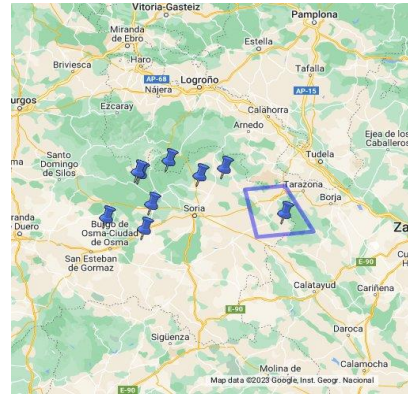 Vitoria-Gasteiz
Pamplona
Miranda
de Ebro
Estella
Haro
Briviesca
Tafalla
AP-68
Logroño
Nájera
AP-15
urgos
Ezcaray
Calahorra
Arnedo
Ejea de los
Caballeros
Santo
Domingo
de Silos
Tudela
Tarazona
Borja
Soria
randa
Duero
Burgo de
Osma-Ciudad
de Osma
Za
San Esteban
de Gormaz
E-90
Calatayud
Cariñena
E-90
Daroca
Sigüenza
Calamocha
Molina de
Map data ©2023 Google, Inst. Geogr. Nacional
E-90